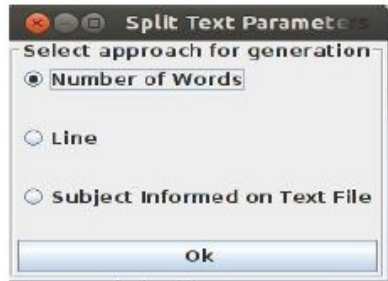 Split Text Paramete
Select approach for generation
Number of Words
Line
Subject Informed on Text File
Ok